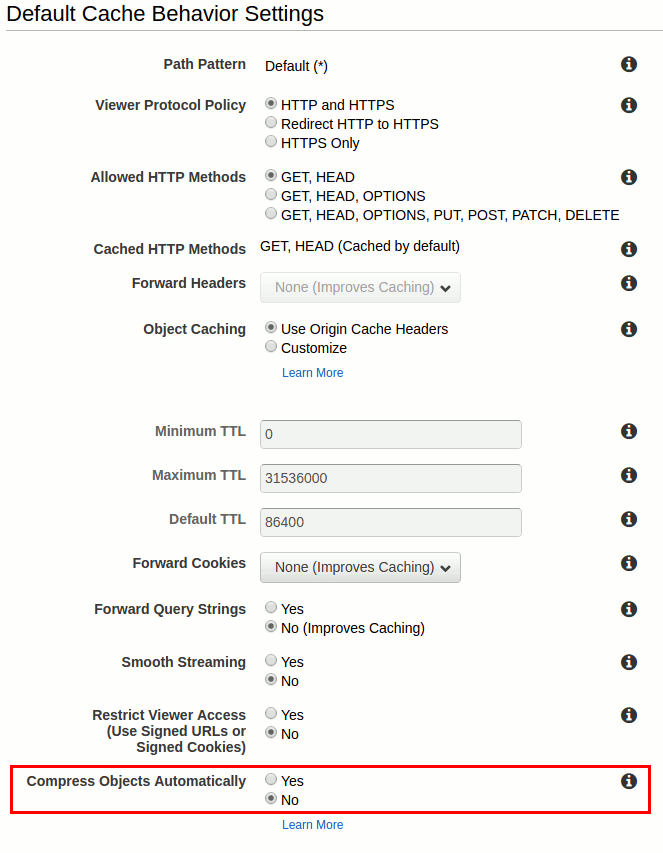 Default Cache Behavior Settings
Path Pattern Default (*)
Viewer Protocol Policy HTTP and HTTPS
Redirect HTTP to HTTPS
HTTPS Only
Allowed HTTP Methods GET, HEAD
GET, HEAD, OPTIONS
GET, HEAD, OPTIONS, PUT, POST, PATCH, DELETE
Cached HTTP Methods GET, HEAD (Cached by default)
Forward Headers None (Improves Caching)
Object Caching Use Origin Cache Headers
Customize
Learn More
Minimum TTL 0
Maximum TTL 31536000
Default TTL 86400
Forward Cookies None (Improves Caching)
Forward Query Strings Yes
No (Improves Caching)
Smooth Streaming Yes
No
Restrict Viewer Access Yes
(Use Signed URLs or No
Signed Cookies)
Compress Objects Automatically Yes
No
Learn More